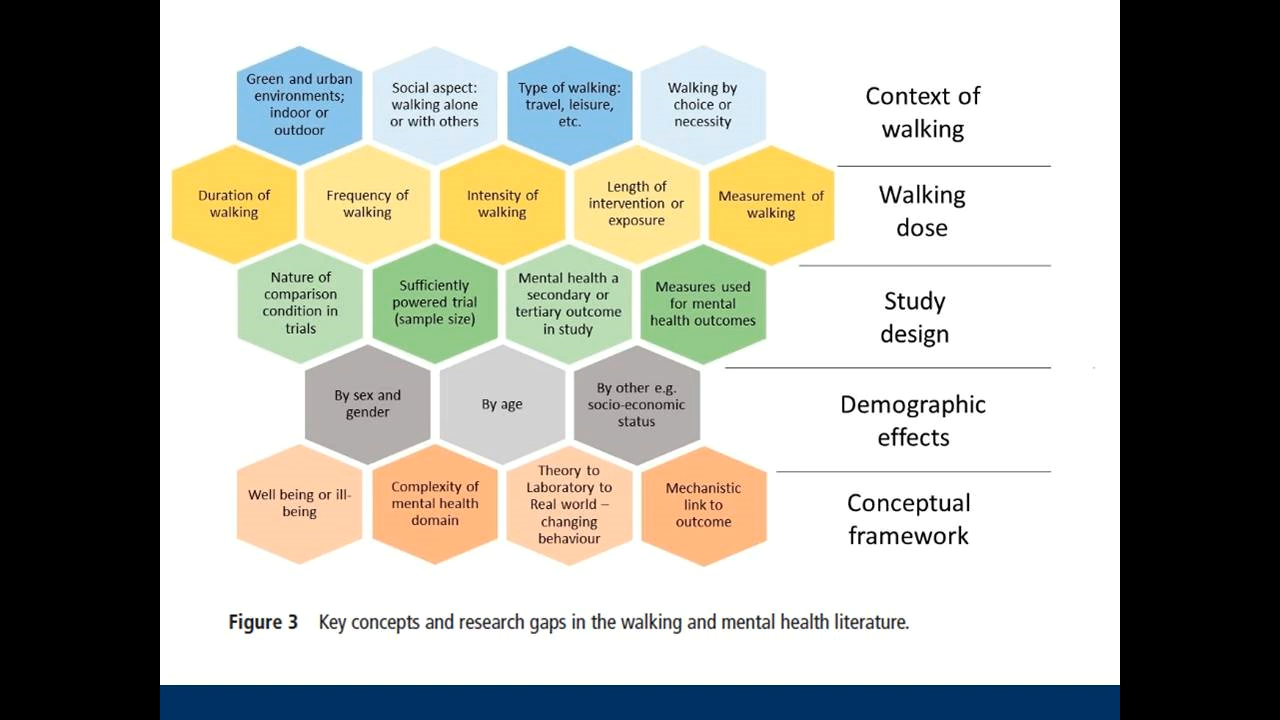 Green and urban
environments;
indoor or
outdoor
Social aspect:
walking alone
or with others
Type of walking:
travel, leisure,
etc.
Walking by
choice or
necessity
Context of
walking
Duration of
walking
Frequency of
walking
Intensity of
walking
Length of
intervention or
exposure
Measurement of
walking
Walking
dose
Nature of
comparison
condition in
trials
Sufficiently
powered trial
(sample size)
Mental health a
secondary or
tertiary outcome
in study
Measures used
for mental
health outcomes
Study
design
By sex and
gender
By age
By other e.g.
socio-economic
status
Demographic
effects
Well being or ill-
being
Complexity of
mental health
domain
Theory to
Laboratory to
Real world –
changing
behaviour
Mechanistic
link to
outcome
Conceptual
framework
Figure 3 Key concepts and research gaps in the walking and mental health literature.